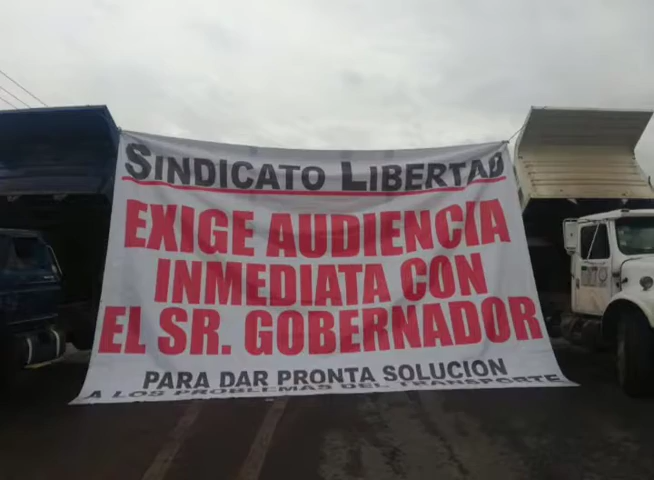 SINDICATO LIBERTAD
EXIGE AUDIENCIA
INMEDIATA CON
EL SR. GOBERNADOR
PARA DAR PRONTA SOLUCION
A LOS PROBLEMAS DEL TRANSPORTE